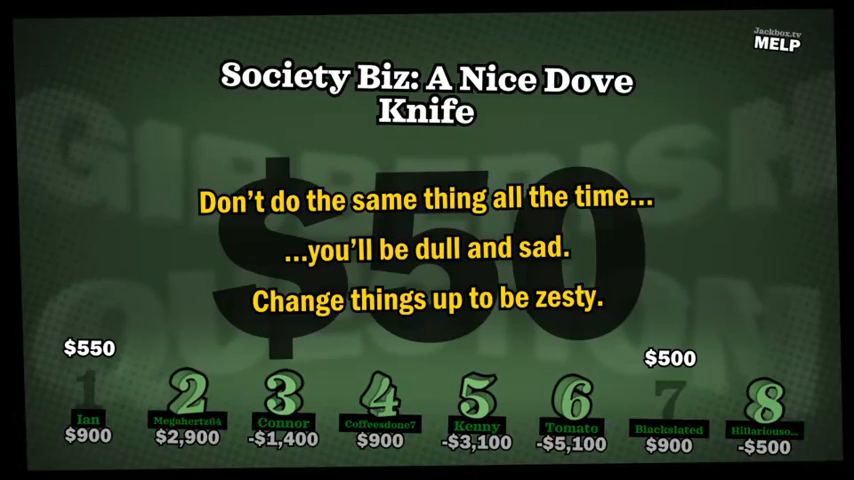 Jackbox.tv
MELP
Society Biz: A Nice Dove
Knife
GIBBERISH
QUESTION
$50
Don't do the same thing all the time...
...you'll be dull and sad.
Change things up to be zesty.
$550
$500
1 2 3 4 5 6 7 8
Ian Megahertz64 Connor Coffeesdone7 Kenny Tomato Blackslated Hillariouso...
$900 $2,900 -$1,400 $900 -$3,100 -$5,100 $900 -$500